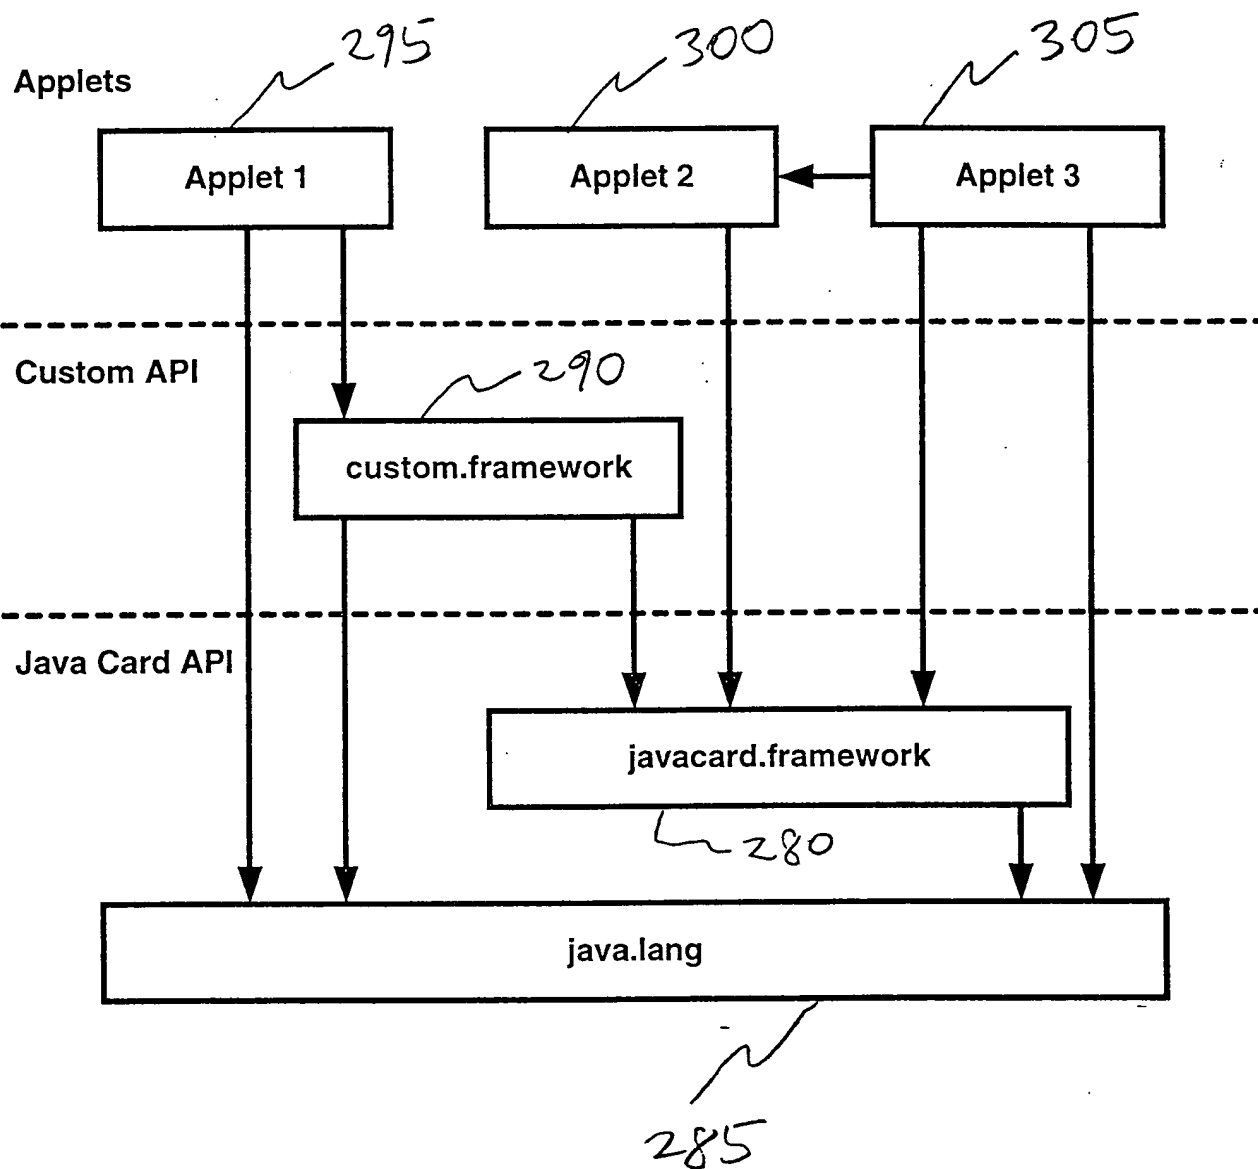 295
300
305
Applets
Applet 1
Applet 2
Applet 3
Custom API
290
custom.framework
Java Card API
javacard.framework
280
java.lang
285